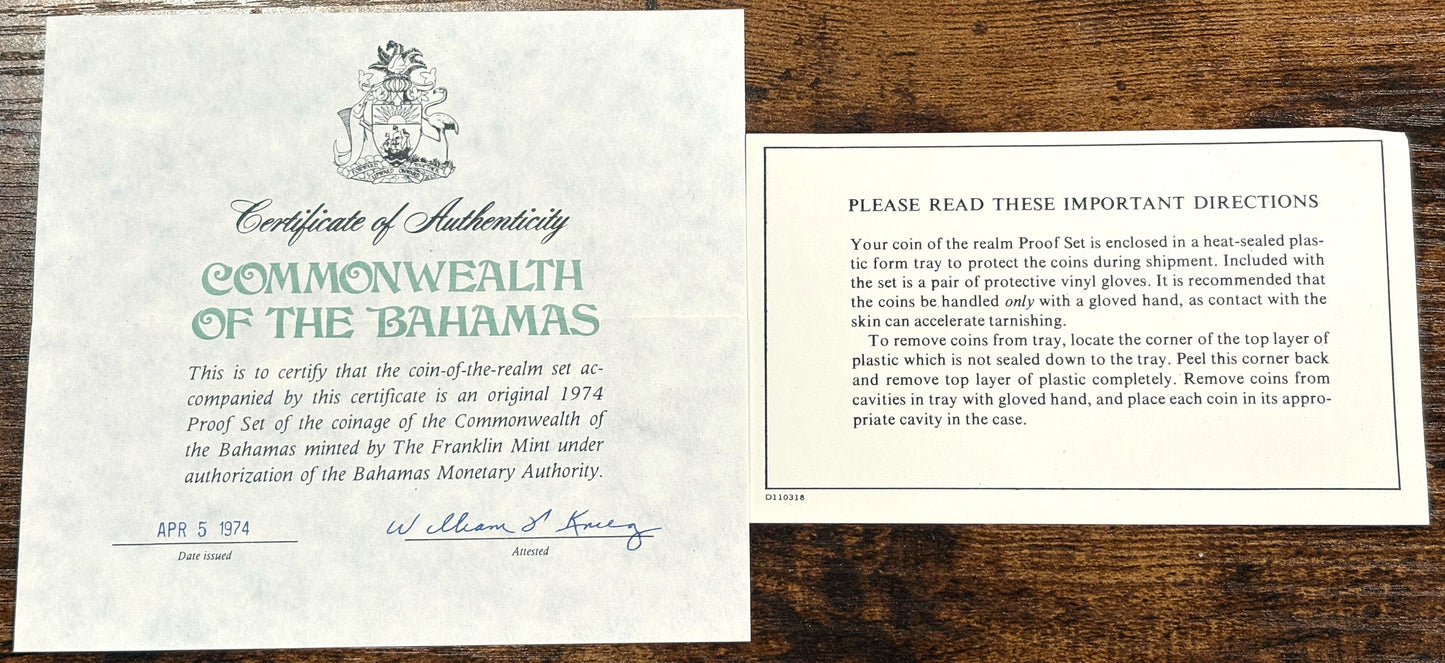 FORWARD UPWARD ONWARD TOGETHER
Certificate of Authenticity
COMMONWEALTH
OF THE BAHAMAS
This is to certify that the coin-of-the-realm set ac-
companied by this certificate is an original 1974
Proof Set of the coinage of the Commonwealth of
the Bahamas minted by The Franklin Mint under
authorization of the Bahamas Monetary Authority.
APR 5 1974
Date issued
William
Attested
PLEASE READ THESE IMPORTANT DIRECTIONS
Your coin of the realm Proof Set is enclosed in a heat-sealed plas-
tic form tray to protect the coins during shipment. Included with
the set is a pair of protective vinyl gloves. It is recommended that
the coins be handled only with a gloved hand, as contact with the
skin can accelerate tarnishing.
To remove coins from tray, locate the corner of the top layer of
plastic which is not sealed down to the tray. Peel this corner back
and remove top layer of plastic completely. Remove coins from
cavities in tray with gloved hand, and place each coin in its appro-
priate cavity in the case.
D110318